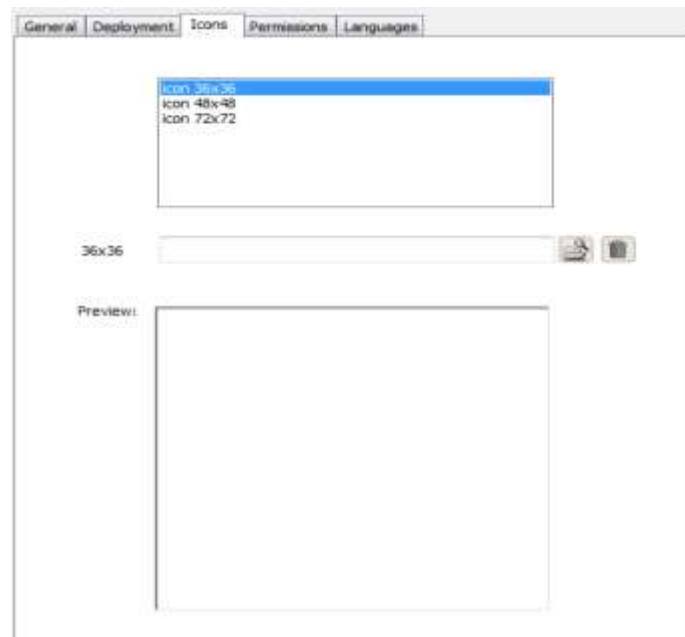 General Deployment Icons Permissions Languages
icon 36x36
icon 48x48
icon 72x72
36x36
Preview: